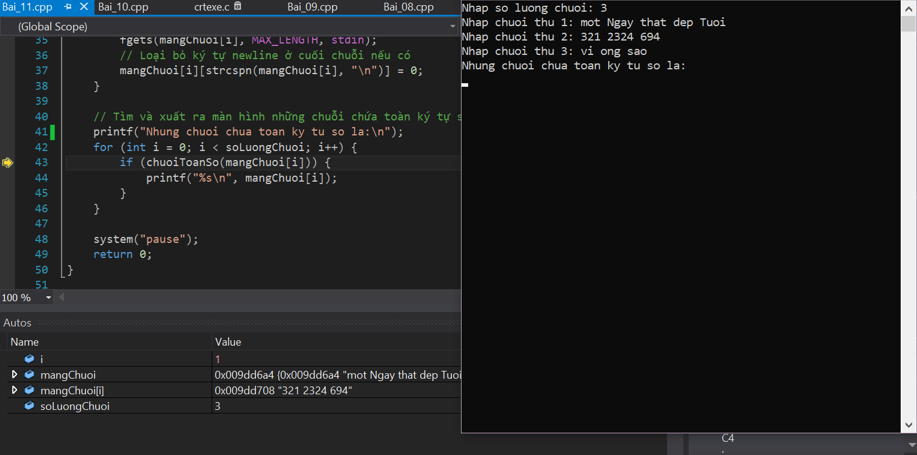 Bai_11.cpp Bai_10.cpp crtexe.c Bai_09.cpp Bai_08.cpp
(Global Scope)
35 fgets(mangChuoi[i], MAX_LENGTH, stdin);
36 // Loại bỏ ký tự newline ở cuối chuỗi nếu có
37 mangChuoi[i][strcspn(mangChuoi[i], "\n")] = 0;
38 }
39
40 // Tìm và xuất ra màn hình những chuỗi chứa toàn ký tự s
41 printf("Nhung chuoi chua toan ky tu so la:\n");
42 for (int i = 0; i < soLuongChuoi; i++) {
43 if (chuoiToanSo(mangChuoi[i])) {
44 printf("%s\n", mangChuoi[i]);
45 }
46 }
47
48 system("pause");
49 return 0;
50 }
51
100 %
Autos
Name Value
i 1
mangChuoi 0x009dd6a4 {0x009dd6a4 "mot Ngay that dep Tuoi
mangChuoi[i] 0x009dd708 "321 2324 694"
soLuongChuoi 3
Nhap so luong chuoi: 3
Nhap chuoi thu 1: mot Ngay that dep Tuoi
Nhap chuoi thu 2: 321 2324 694
Nhap chuoi thu 3: vi ong sao
Nhung chuoi chua toan ky tu so la:
C4